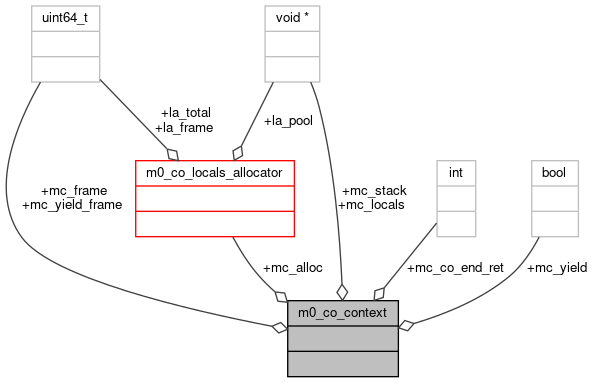 uint64_t
void *
+la_total
+la_frame
+la_pool
m0_co_locals_allocator
int
bool
+mc_frame
+mc_yield_frame
+mc_stack
+mc_locals
+mc_alloc
+mc_co_end_ret
+mc_yield
m0_co_context